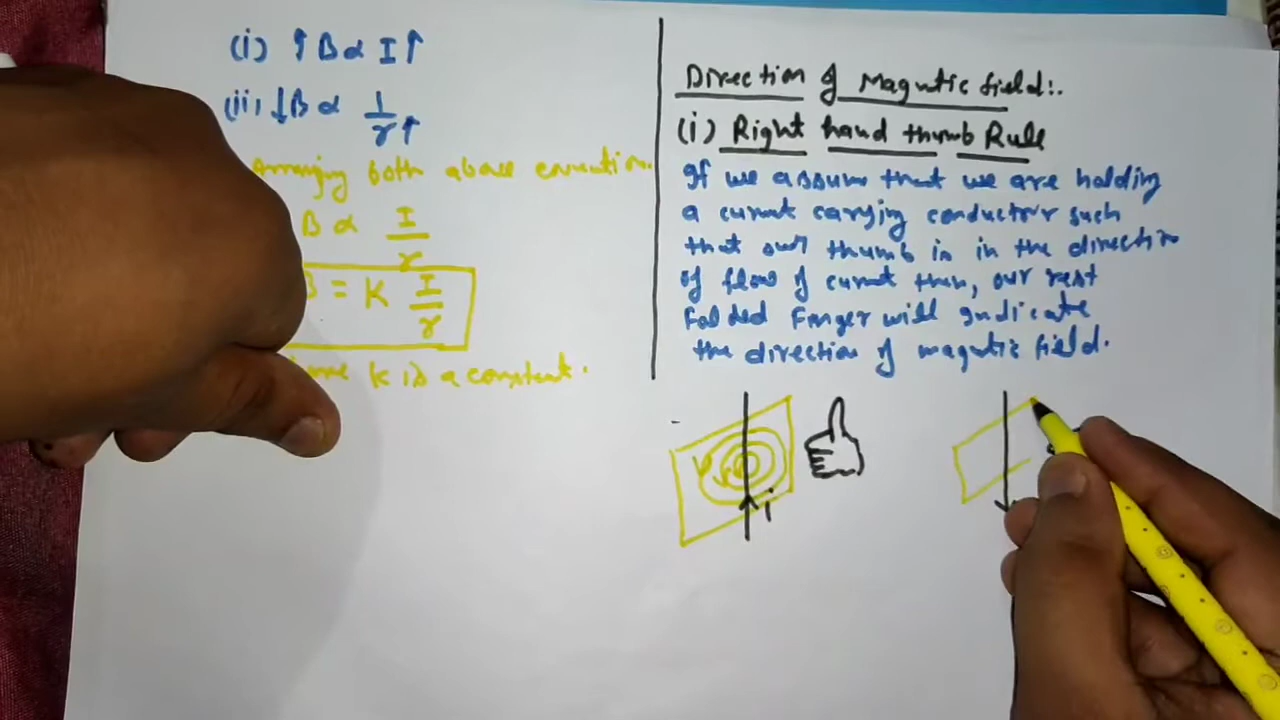 (i) ↑ B ∝ I ↑
(ii) ↓ B ∝ 1/r ↑
both above
B ∝ I/r
B = K I/r
K is a constant.
Direction of Magnetic field:.
(i) Right hand thumb Rule
If we assum that we are holding
a current carrying conductor such
that our thumb is in the direction
of flow of current then, our rest
Folded Finger will Indicate
the direction of magnetic field.
i